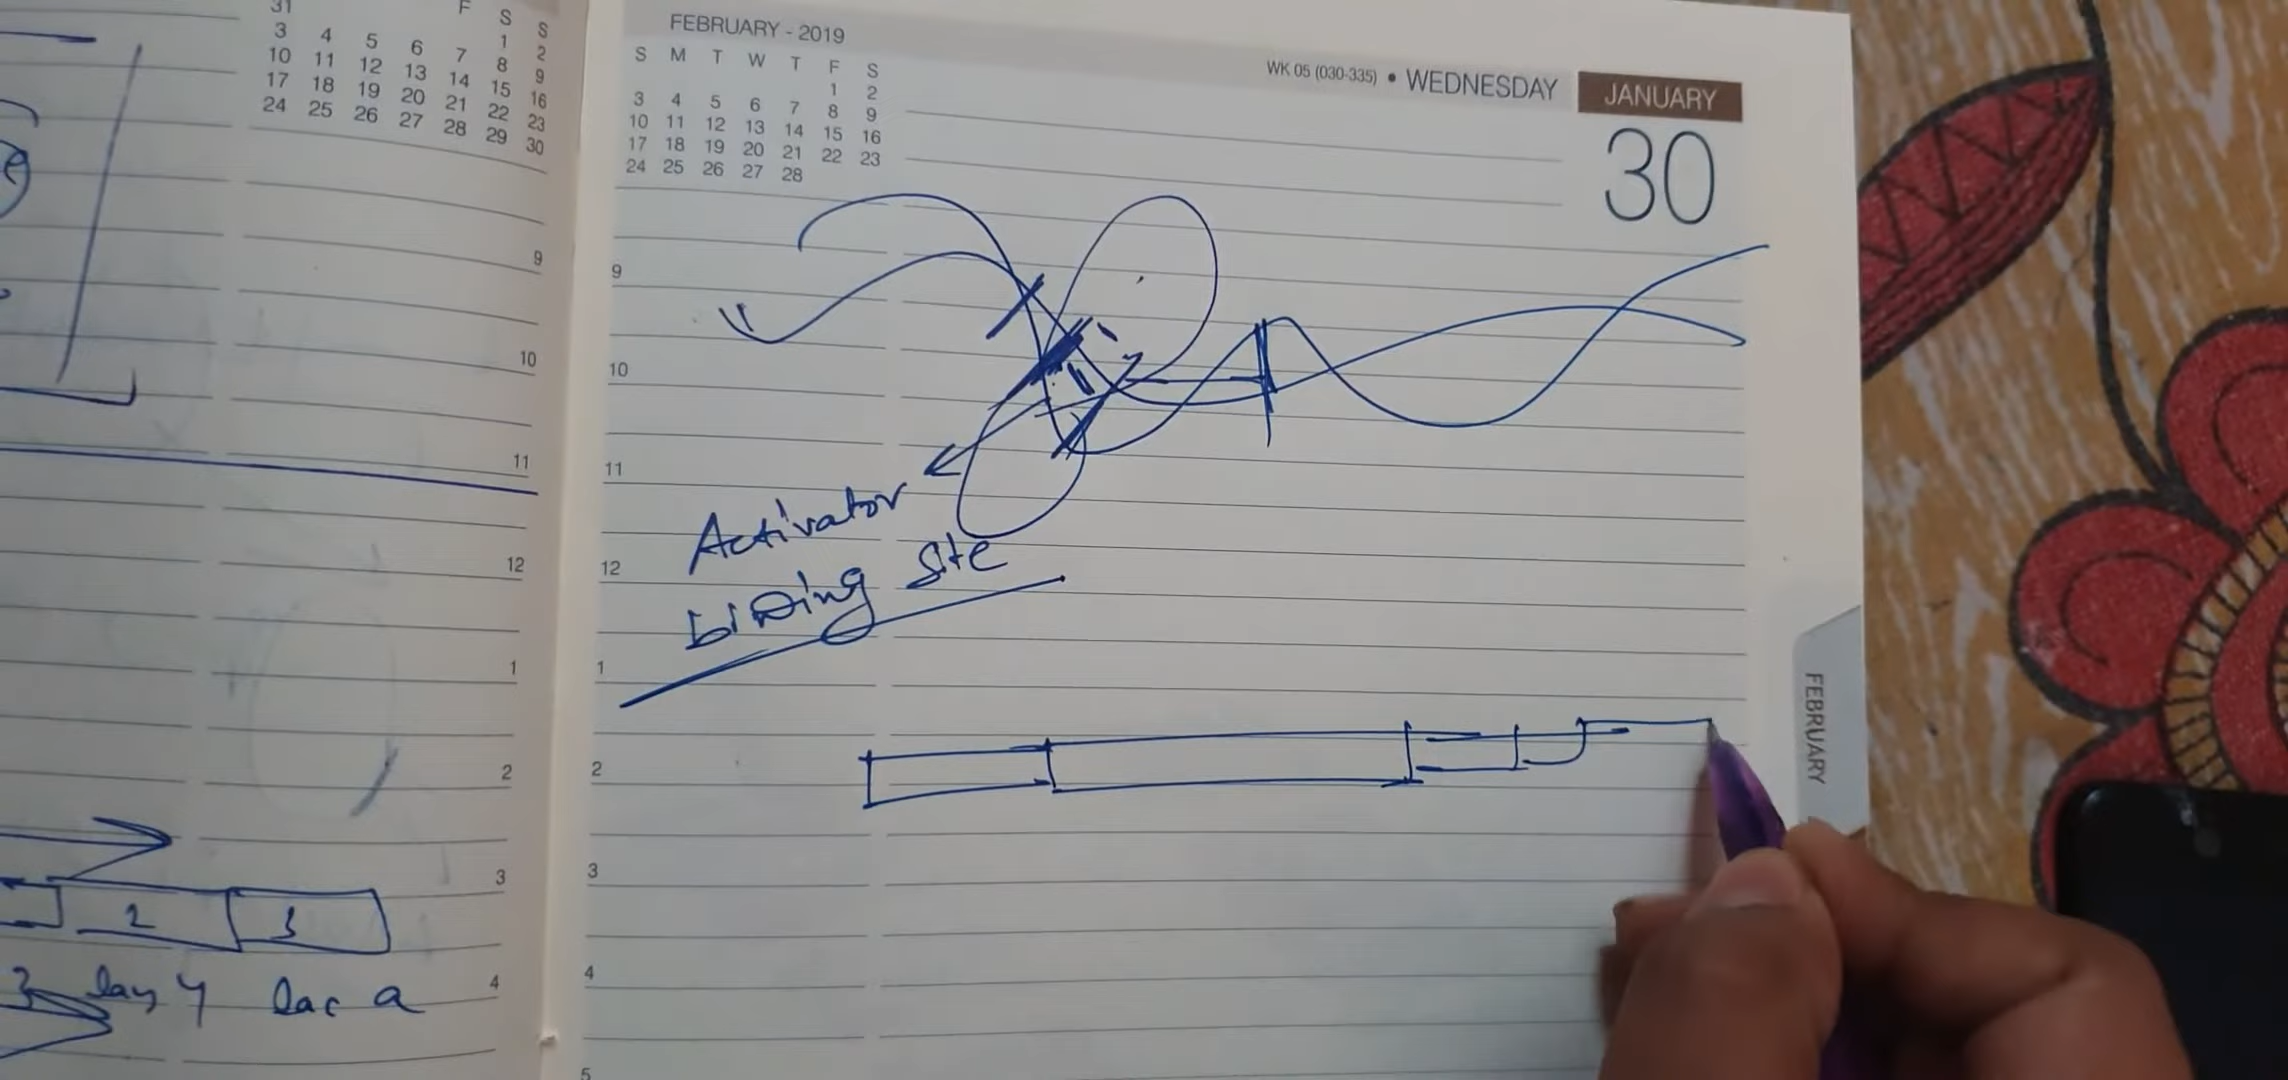 31 F S S
1 2
3 4 5 6 7 8 9
10 11 12 13 14 15 16
17 18 19 20 21 22 23
24 25 26 27 28 29 30
9
10
11
12
1
2
3
2 3
3 lay y lac a
4
FEBRUARY - 2019
S M T W T F S
1 2
3 4 5 6 7 8 9
10 11 12 13 14 15 16
17 18 19 20 21 22 23
24 25 26 27 28
WK 05 (030-335) • WEDNESDAY
JANUARY
30
9
10
11
Activator
binding site
12
1
2
3
4
5
FEBRUARY